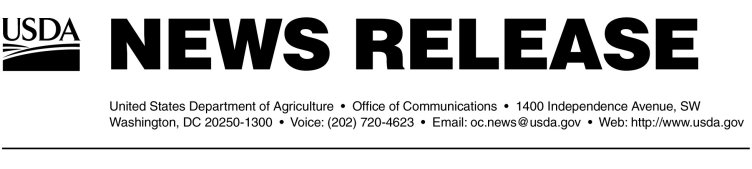 USDA
NEWS RELEASE
United States Department of Agriculture • Office of Communications • 1400 Independence Avenue, SW
Washington, DC 20250-1300 • Voice: (202) 720-4623 • Email: oc.news@usda.gov • Web: http://www.usda.gov